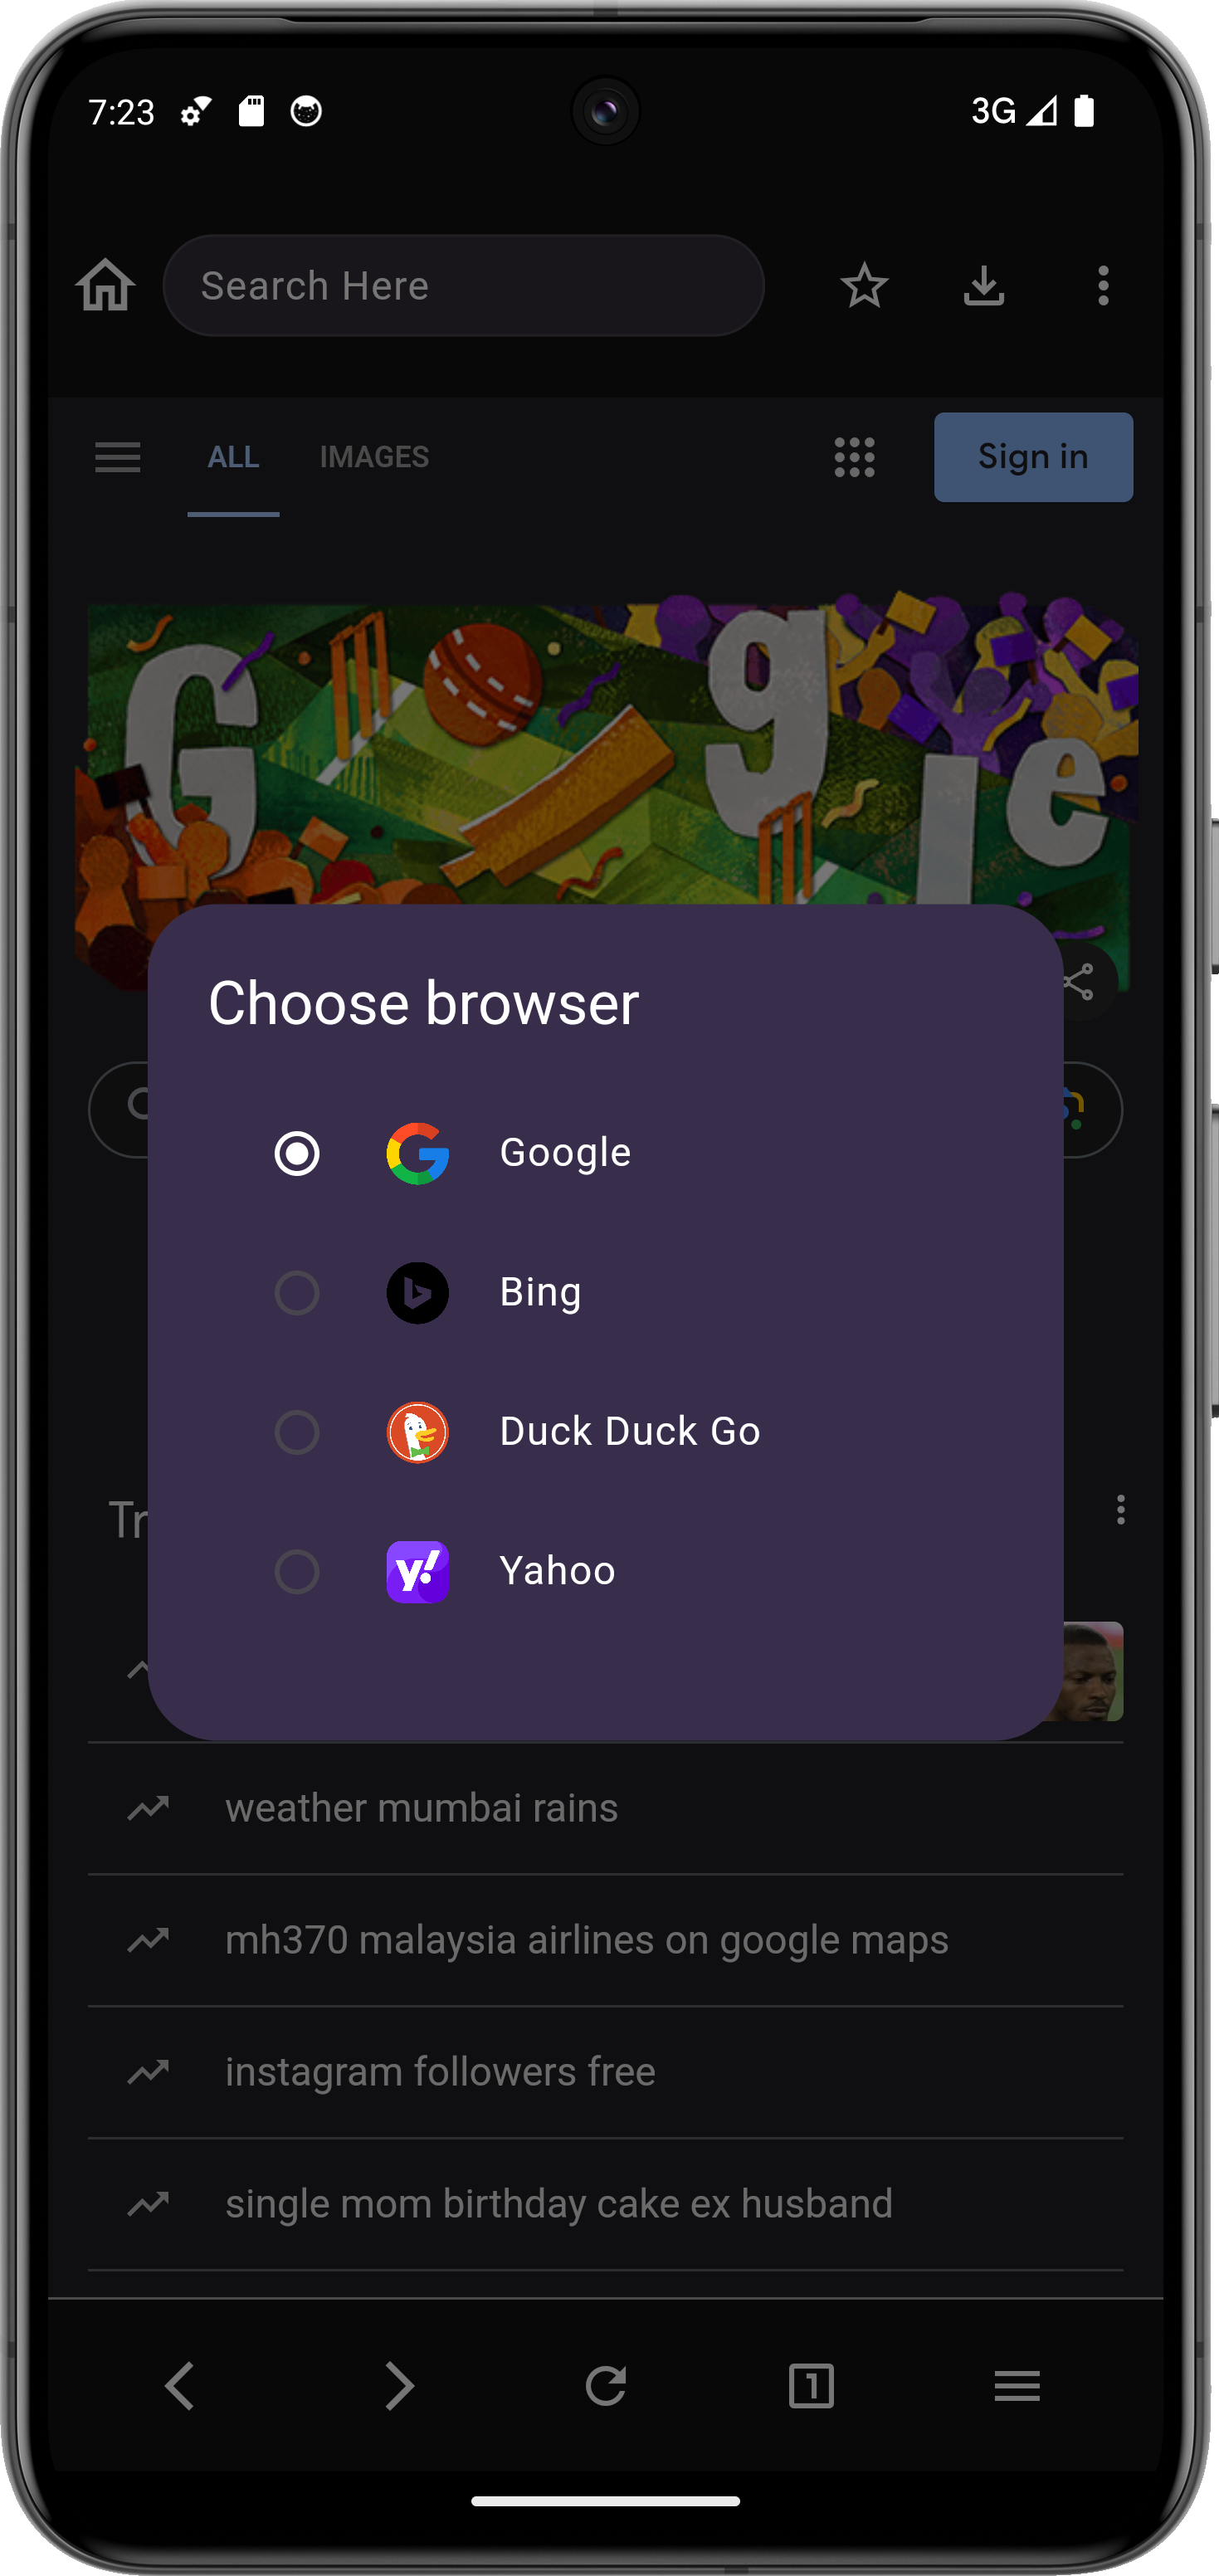 7:23
3G
Search Here
ALL IMAGES
Sign in
G g l e
Choose browser
Google
Bing
Duck Duck Go
y!
Yahoo
Tr
weather mumbai rains
mh370 malaysia airlines on google maps
instagram followers free
single mom birthday cake ex husband
1